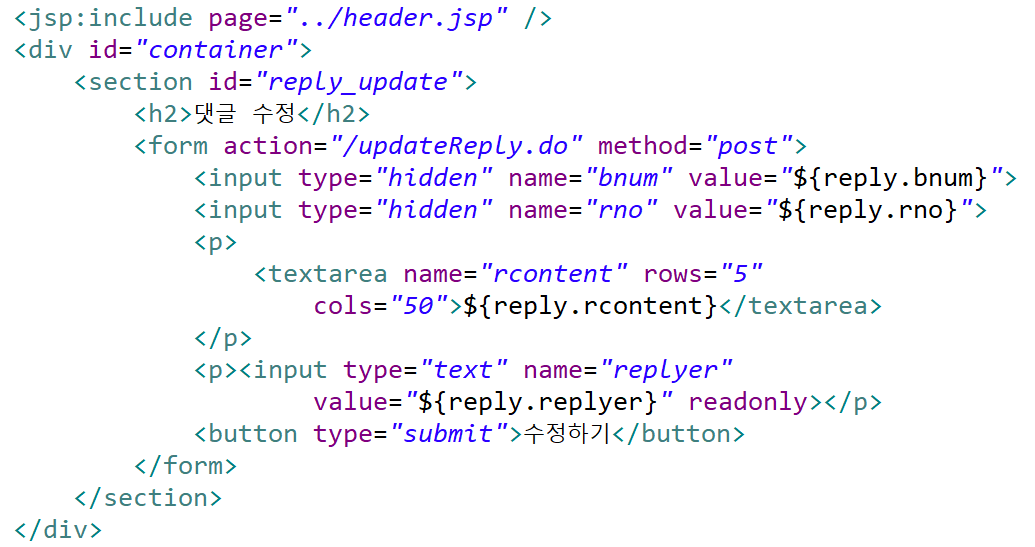 <jsp:include page="../header.jsp" />
<div id="container">
    <section id="reply_update">
        <h2>댓글 수정</h2>
        <form action="/updateReply.do" method="post">
            <input type="hidden" name="bnum" value="${reply.bnum}">
            <input type="hidden" name="rno" value="${reply.rno}">
            <p>
                <textarea name="rcontent" rows="5"
                    cols="50">${reply.rcontent}</textarea>
            </p>
            <p><input type="text" name="replyer"
                    value="${reply.replyer}" readonly></p>
            <button type="submit">수정하기</button>
        </form>
    </section>
</div>